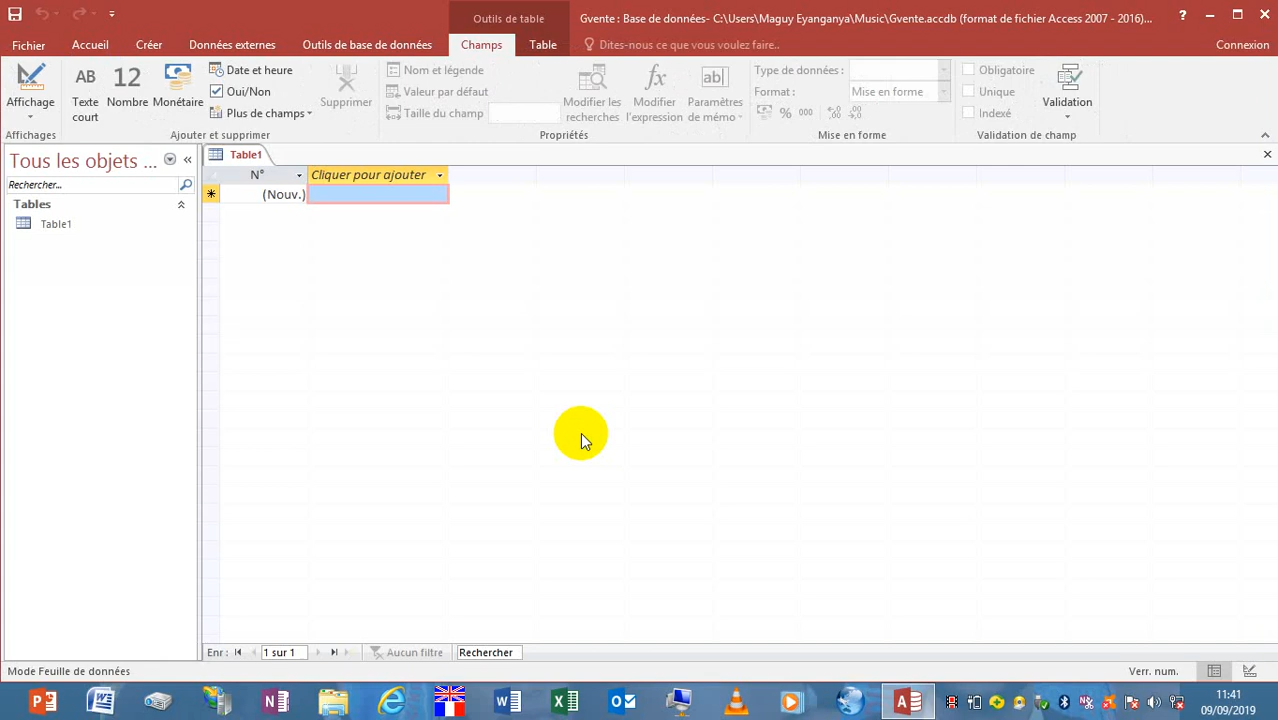 Outils de table
Gvente : Base de données- C:\Users\Maguy Eyanganya\Music\Gvente.accdb (format de fichier Access 2007 - 2016)...
Fichier Accueil Créer Données externes Outils de base de données Champs Table Dites-nous ce que vous voulez faire.. Connexion
Affichage
AB Texte court
12 Nombre
Monétaire
Date et heure
Oui/Non
Plus de champs
Supprimer
Nom et légende
Valeur par défaut
Taille du champ
Modifier les recherches
fx Modifier l'expression
ab Paramètres de mémo
Type de données :
Format : Mise en forme
% 000
Obligatoire
Unique
Indexé
Validation
Affichages Ajouter et supprimer Propriétés Mise en forme Validation de champ
Tous les objets ...
Rechercher...
Tables
Table1
Table1
N° Cliquer pour ajouter
(Nouv.)
Enr : 1 sur 1 Aucun filtre Rechercher
Mode Feuille de données Verr. num.
11:41
09/09/2019